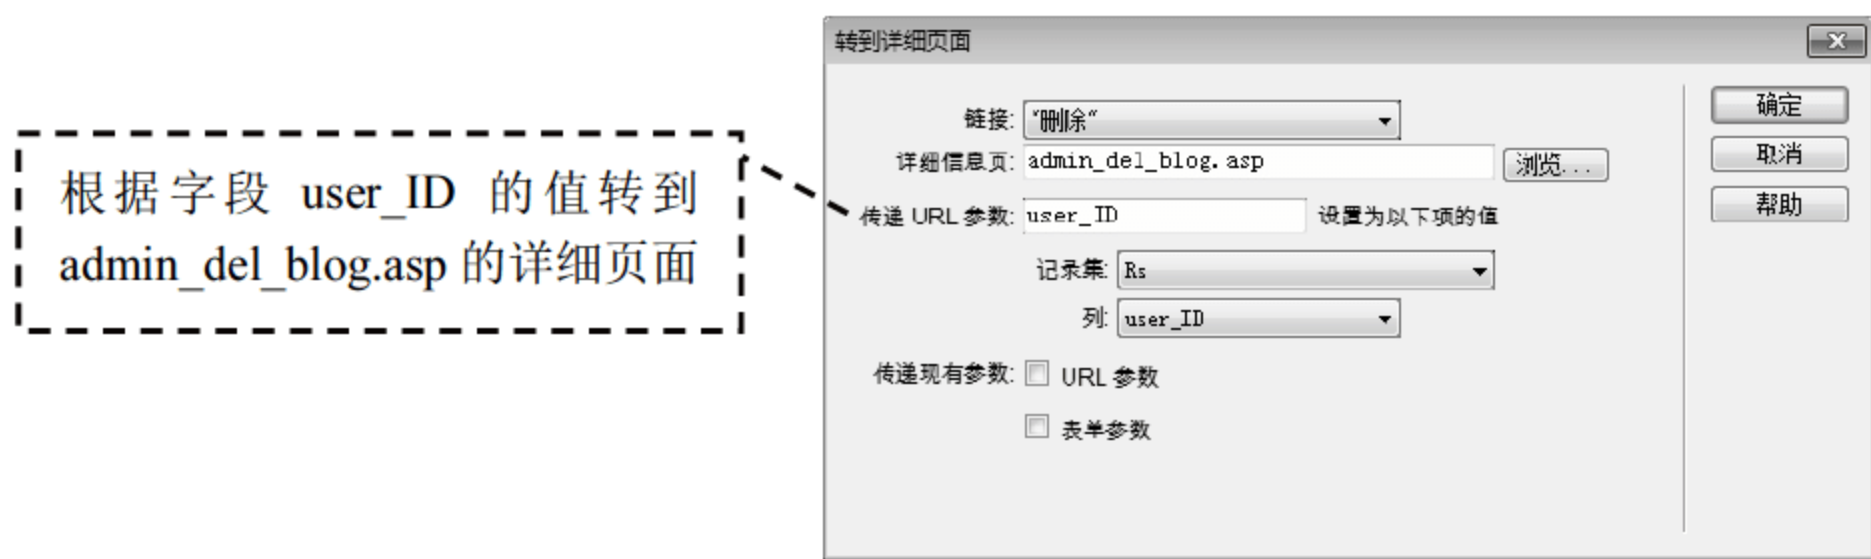 根据字段 user_ID 的值转到
admin_del_blog.asp 的详细页面
转到详细页面
链接: "删除"
详细信息页: admin_del_blog.asp 浏览...
传递 URL 参数: user_ID 设置为以下项的值
记录集: Rs
列: user_ID
传递现有参数: URL 参数
表单参数
确定
取消
帮助